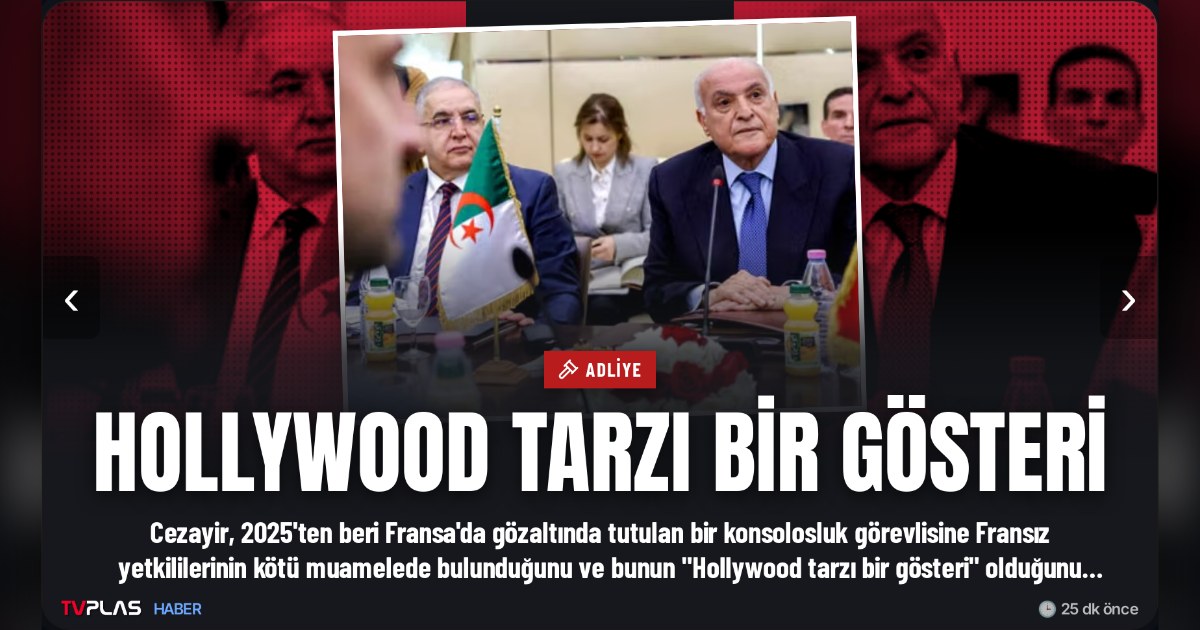 ADLİYE
HOLLYWOOD TARZI BİR GÖSTERİ
Cezayir, 2025'ten beri Fransa'da gözaltında tutulan bir konsolosluk görevlisine Fransız
yetkililerinin kötü muamelede bulunduğunu ve bunun "Hollywood tarzı bir gösteri" olduğunu...
TVPLAS HABER
25 dk önce